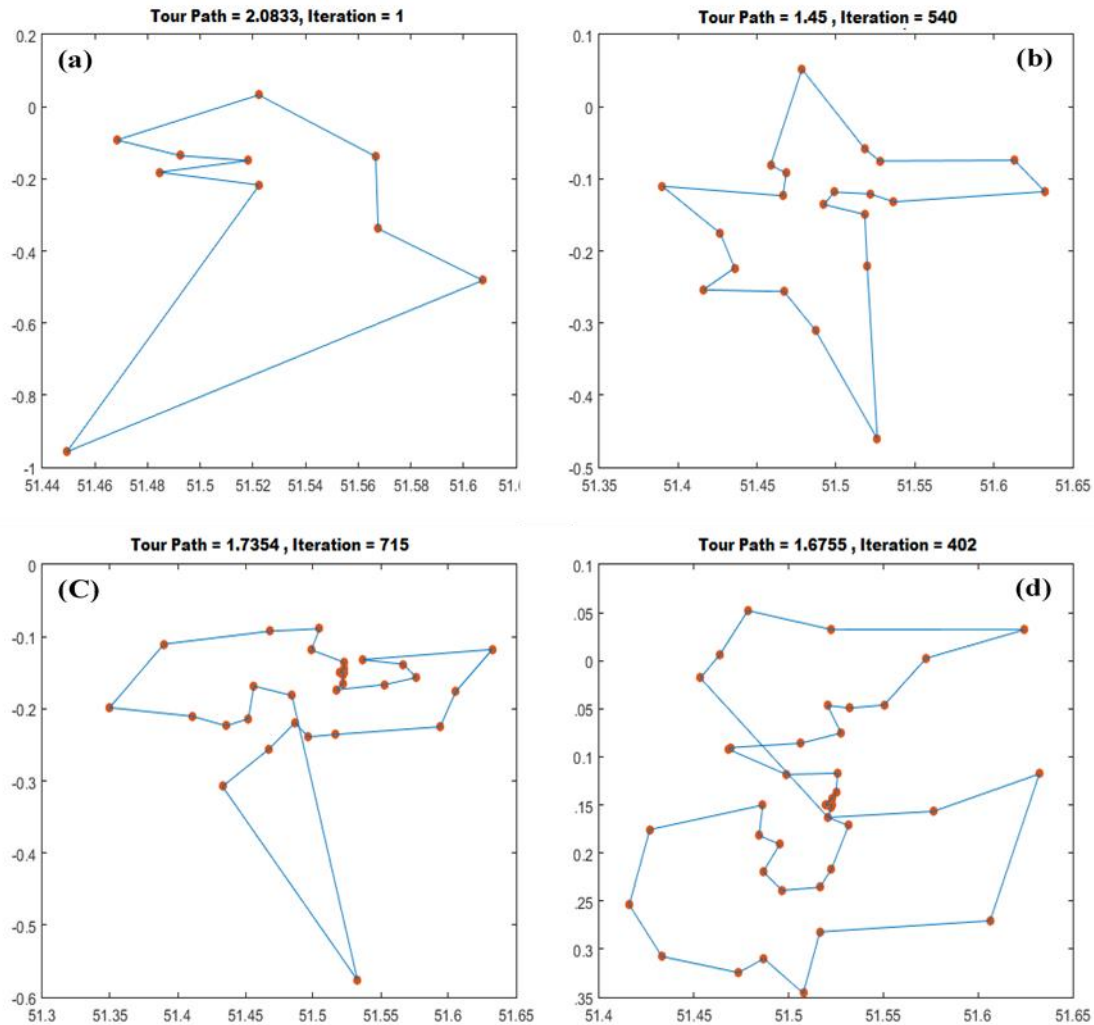 Tour Path = 2.0833, Iteration = 1
(a)
0.2
0
-0.2
-0.4
-0.6
-0.8
-1
51.44 51.46 51.48 51.5 51.52 51.54 51.56 51.58 51.6
Tour Path = 1.45 , Iteration = 540
(b)
0.1
0
-0.1
-0.2
-0.3
-0.4
-0.5
51.35 51.4 51.45 51.5 51.55 51.6 51.65
Tour Path = 1.7354 , Iteration = 715
(C)
0
-0.1
-0.2
-0.3
-0.4
-0.5
-0.6
51.3 51.35 51.4 51.45 51.5 51.55 51.6 51.65
Tour Path = 1.6755 , Iteration = 402
(d)
0.1
.05
0
.05
0.1
.15
0.2
.25
0.3
.35
51.4 51.45 51.5 51.55 51.6 51.65